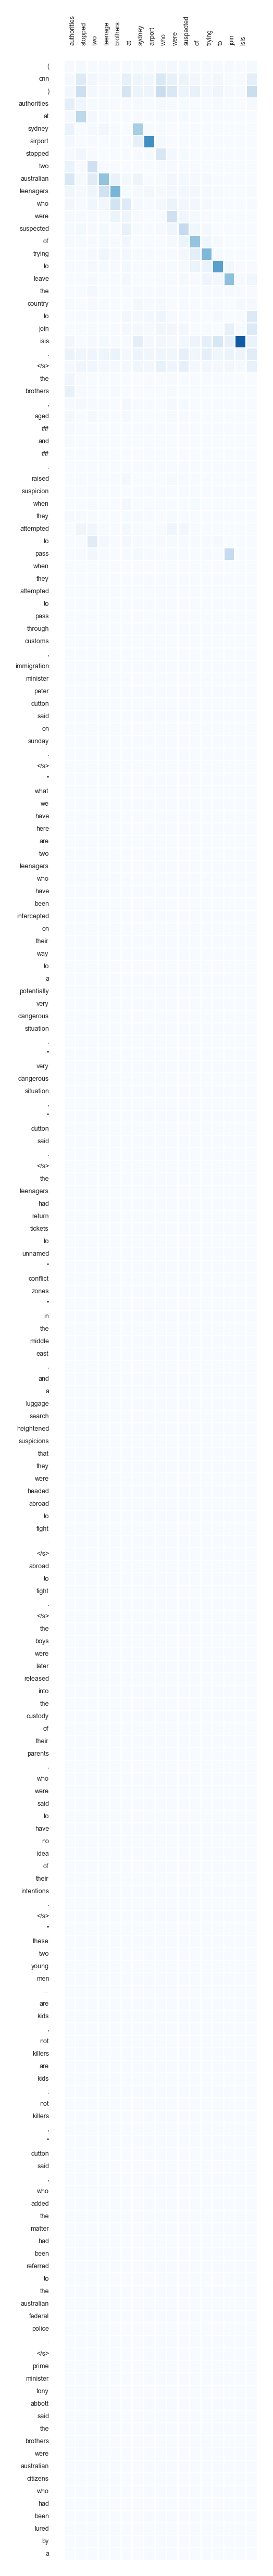 authorities
stopped
two
teenage
brothers
at
sydney
airport
who
were
suspected
of
trying
to
join
isis
(
cnn
)
authorities
at
sydney
airport
stopped
two
australian
teenagers
who
were
suspected
of
trying
to
leave
the
country
to
join
isis
.
</s>
the
brothers
,
aged
##
and
##
,
raised
suspicion
when
they
attempted
to
pass
when
they
attempted
to
pass
through
customs
,
immigration
minister
peter
dutton
said
on
sunday
.
</s>
"
what
we
have
here
are
two
teenagers
who
have
been
intercepted
on
their
way
to
a
potentially
very
dangerous
situation
,
"
very
dangerous
situation
,
"
dutton
said
.
</s>
the
teenagers
had
return
tickets
to
unnamed
"
conflict
zones
"
in
the
middle
east
,
and
a
luggage
search
heightened
suspicions
that
they
were
headed
abroad
to
fight
.
</s>
abroad
to
fight
.
</s>
the
boys
were
later
released
into
the
custody
of
their
parents
,
who
were
said
to
have
no
idea
of
their
intentions
.
</s>
"
these
two
young
men
...
are
kids
,
not
killers
are
kids
,
not
killers
,
"
dutton
said
,
who
added
the
matter
had
been
referred
to
the
australian
federal
police
.
</s>
prime
minister
tony
abbott
said
the
brothers
were
australian
citizens
who
had
been
lured
by
a